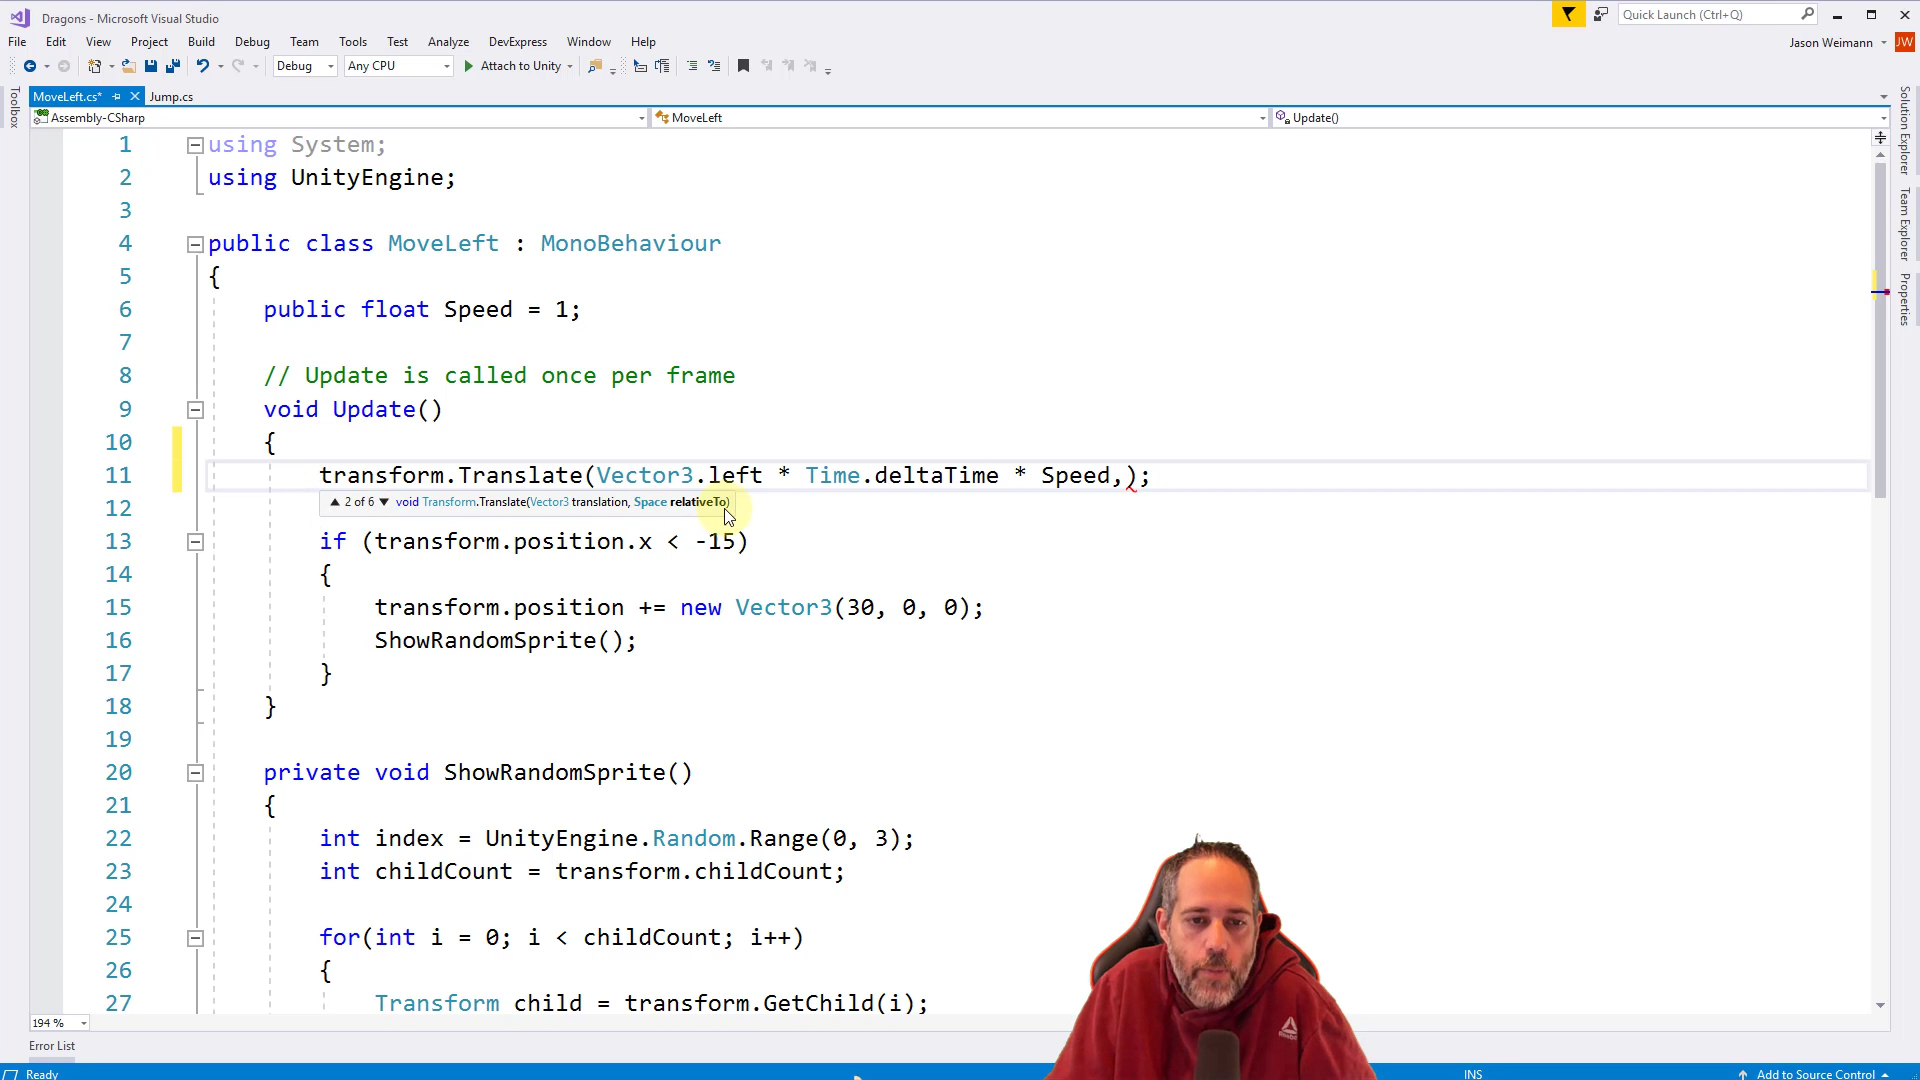 Dragons - Microsoft Visual Studio
Quick Launch (Ctrl+Q)
File Edit View Project Build Debug Team Tools Test Analyze DevExpress Window Help
Jason Weimann JW
Debug Any CPU Attach to Unity
Toolbox
MoveLeft.cs* Jump.cs
Assembly-CSharp MoveLeft Update()
1 using System;
2 using UnityEngine;
3
4 public class MoveLeft : MonoBehaviour
5 {
6 public float Speed = 1;
7
8 // Update is called once per frame
9 void Update()
10 {
11 transform.Translate(Vector3.left * Time.deltaTime * Speed,);
12 ▲ 2 of 6 ▼ void Transform.Translate(Vector3 translation, Space relativeTo)
13 if (transform.position.x < -15)
14 {
15 transform.position += new Vector3(30, 0, 0);
16 ShowRandomSprite();
17 }
18 }
19
20 private void ShowRandomSprite()
21 {
22 int index = UnityEngine.Random.Range(0, 3);
23 int childCount = transform.childCount;
24
25 for(int i = 0; i < childCount; i++)
26 {
27 Transform child = transform.GetChild(i);
Solution Explorer
Team Explorer
Properties
194 %
Error List
Ready INS Add to Source Control